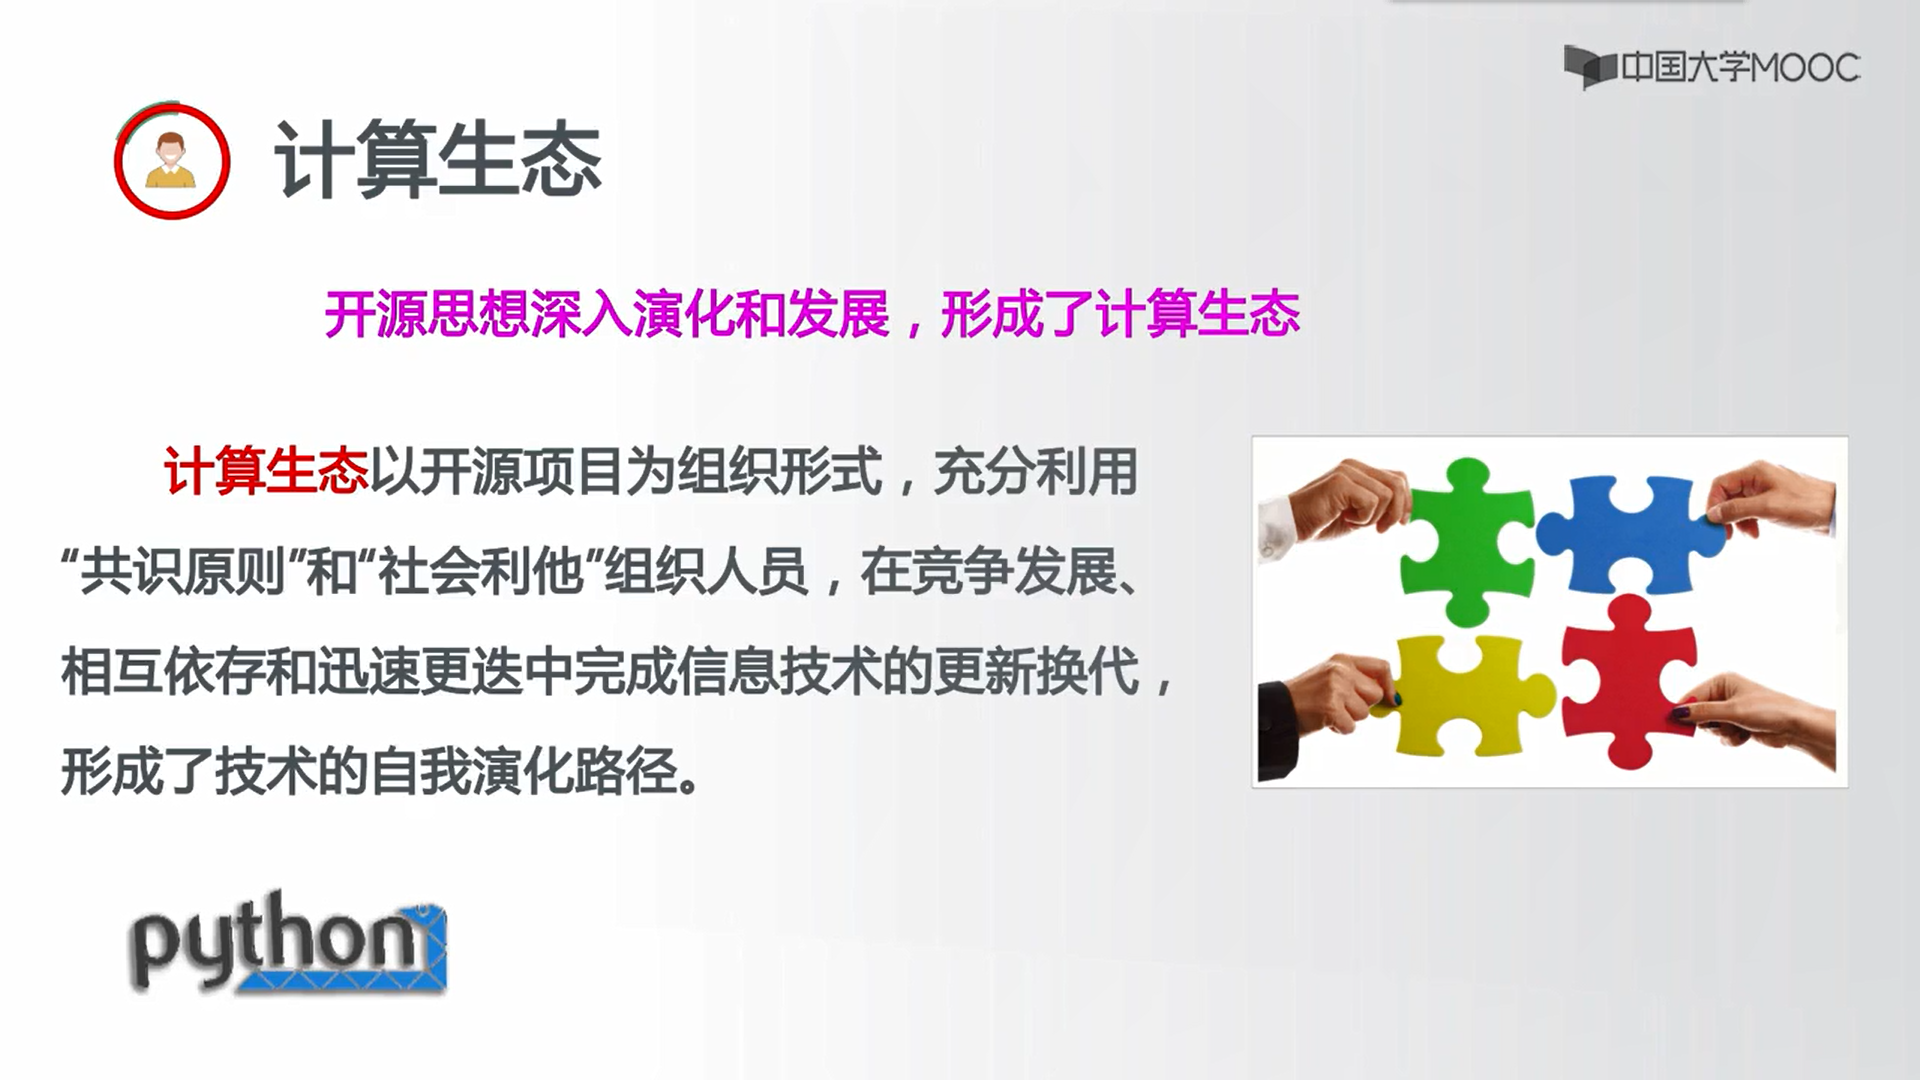 中国大学MOOC
计算生态
开源思想深入演化和发展，形成了计算生态
计算生态以开源项目为组织形式，充分利用
“共识原则”和“社会利他”组织人员，在竞争发展、
相互依存和迅速更迭中完成信息技术的更新换代，
形成了技术的自我演化路径。
python